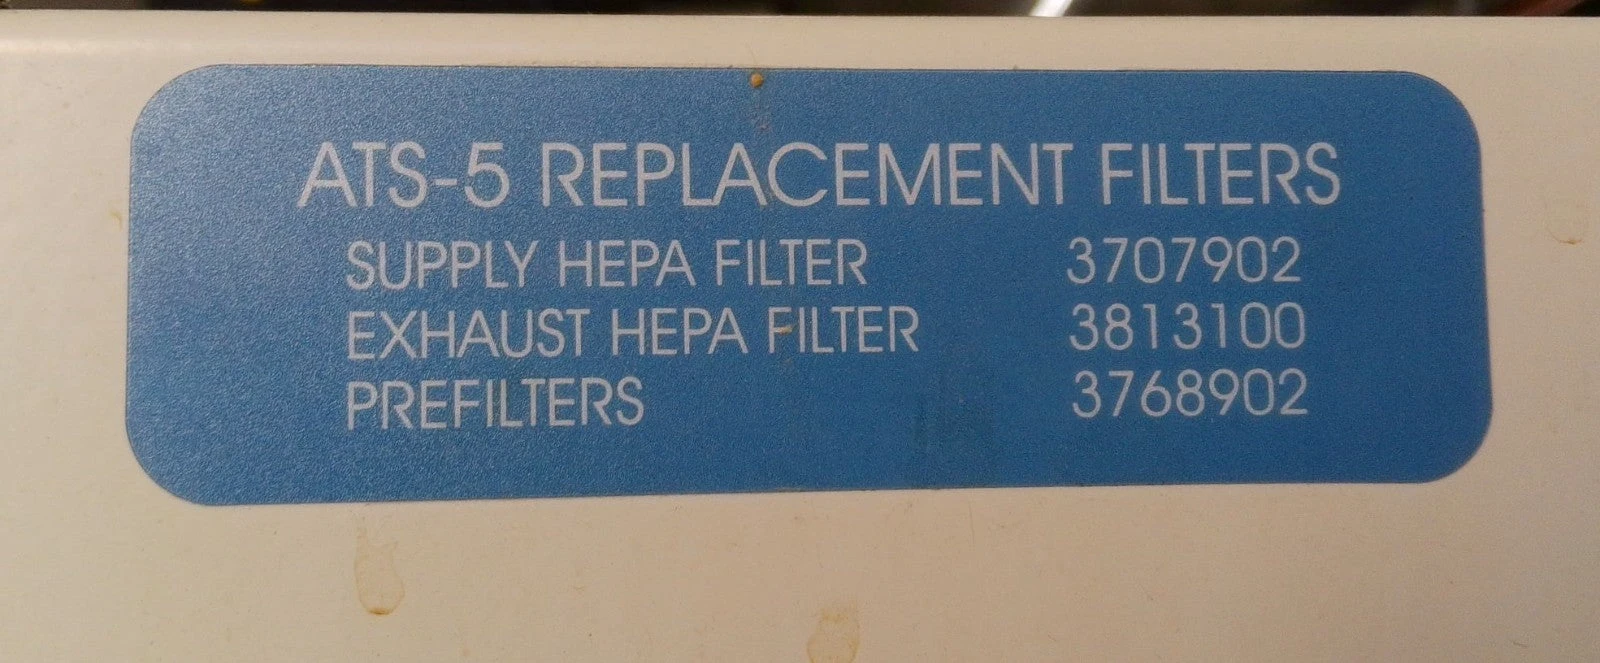 ATS-5 REPLACEMENT FILTERS
SUPPLY HEPA FILTER 3707902
EXHAUST HEPA FILTER 3813100
PREFILTERS 3768902